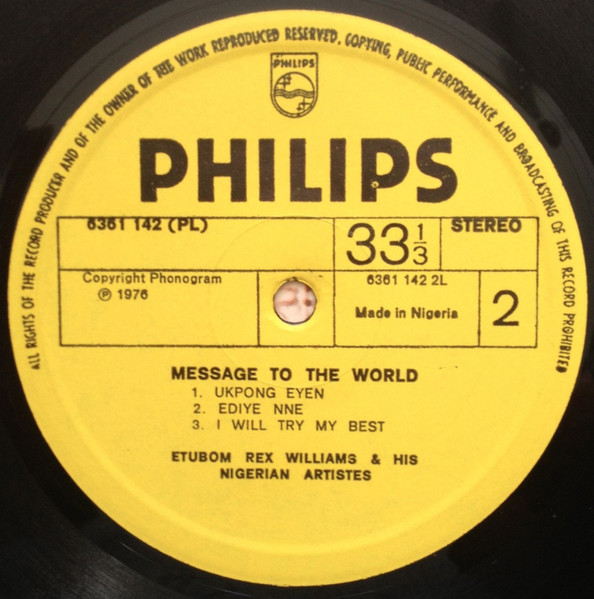 ALL RIGHTS OF THE RECORD PRODUCER AND OF THE OWNER OF THE WORK REPRODUCED RESERVED. COPYING, PUBLIC PERFORMANCE AND BROADCASTING OF THIS RECORD PROHIBITED
PHILIPS
PHILIPS
6361 142 (PL)
33 1/3
STEREO
Copyright Phonogram
℗ 1976
6361 142 2L
Made in Nigeria
2
MESSAGE TO THE WORLD
1. UKPONG EYEN
2. EDIYE NNE
3. I WILL TRY MY BEST
ETUBOM REX WILLIAMS & HIS
NIGERIAN ARTISTES